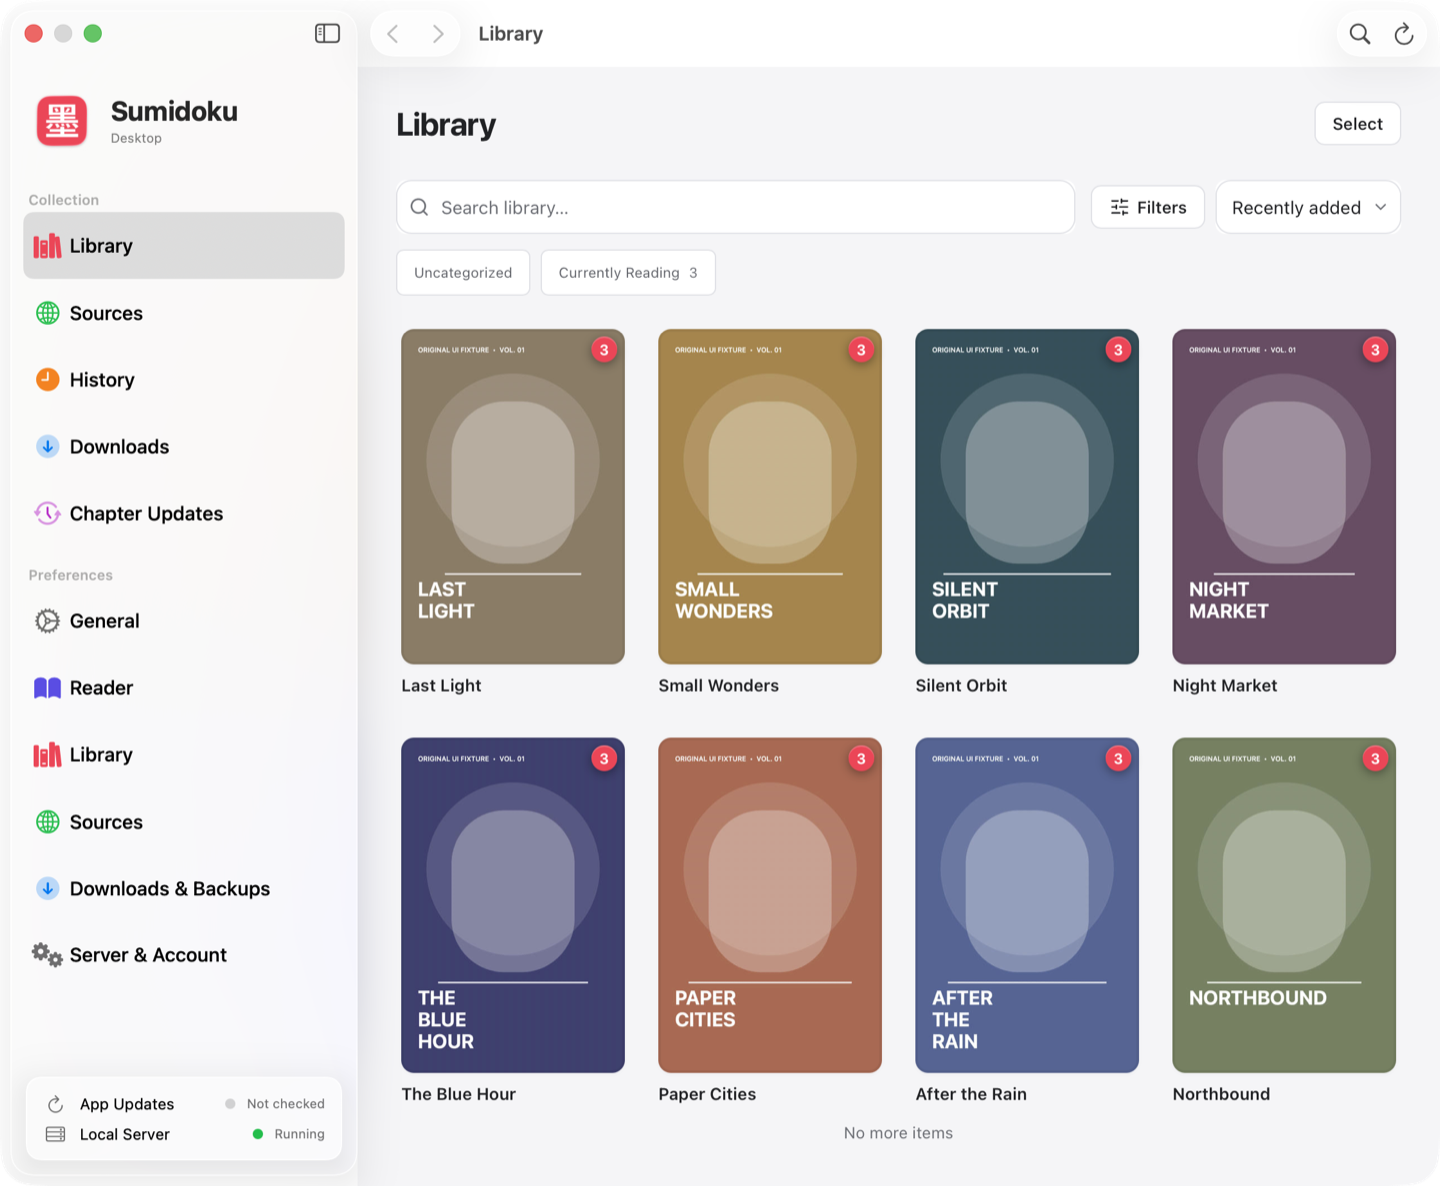 墨
Sumidoku
Desktop
Collection
Library
Sources
History
Downloads
Chapter Updates
Preferences
General
Reader
Library
Sources
Downloads & Backups
Server & Account
App Updates Not checked
Local Server Running
Library
Library
Select
Search library...
Filters
Recently added
Uncategorized
Currently Reading 3
ORIGINAL UI FIXTURE • VOL. 01
3
LAST
LIGHT
Last Light
ORIGINAL UI FIXTURE • VOL. 01
3
SMALL
WONDERS
Small Wonders
ORIGINAL UI FIXTURE • VOL. 01
3
SILENT
ORBIT
Silent Orbit
ORIGINAL UI FIXTURE • VOL. 01
3
NIGHT
MARKET
Night Market
ORIGINAL UI FIXTURE • VOL. 01
3
THE
BLUE
HOUR
The Blue Hour
ORIGINAL UI FIXTURE • VOL. 01
3
PAPER
CITIES
Paper Cities
ORIGINAL UI FIXTURE • VOL. 01
3
AFTER
THE
RAIN
After the Rain
ORIGINAL UI FIXTURE • VOL. 01
3
NORTHBOUND
Northbound
No more items